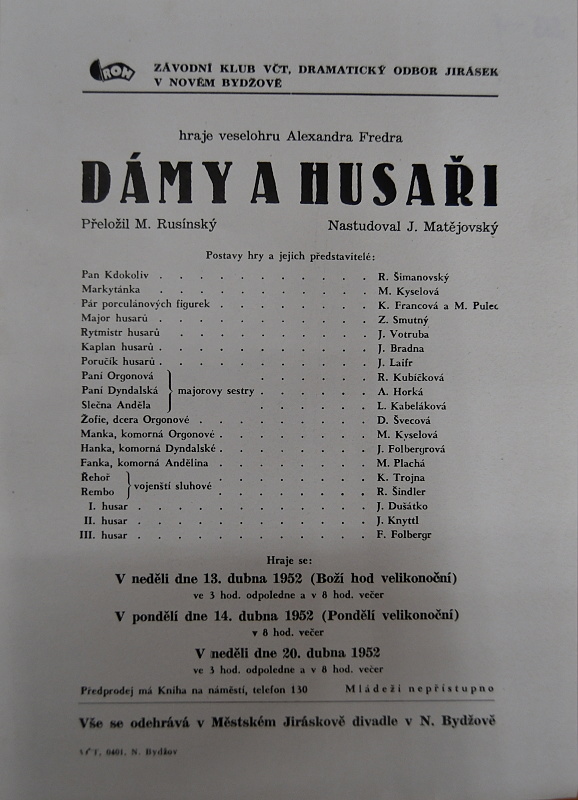 RON
ZÁVODNÍ KLUB VČT, DRAMATICKÝ ODBOR JIRÁSEK
V NOVÉM BYDŽOVĚ
hraje veselohru Alexandra Fredra
DÁMY A HUSAŘI
Přeložil M. Rusínský Nastudoval J. Matějovský
Postavy hry a jejich představitelé:
Pan Kdokoliv . . . . . . . . . . . R. Šimanovský
Markytánka . . . . . . . . . . . M. Kyselová
Pár porculánových figurek . . . . . . . . K. Francová a M. Pulec
Major husarů . . . . . . . . . . . Z. Smutný
Rytmistr husarů . . . . . . . . . . J. Votruba
Kaplan husarů . . . . . . . . . . . J. Bradna
Poručík husarů . . . . . . . . . . . J. Laifr
Paní Orgonová . . . . . R. Kubíčková
Paní Dyndalská } majorovy sestry . . . . . A. Horká
Slečna Anděla . . . . . L. Kabeláková
Žofie, dcera Orgonové . . . . . . . . . D. Švecová
Manka, komorná Orgonové . . . . . . . . M. Kyselová
Hanka, komorná Dyndalské . . . . . . . . J. Folbergrová
Fanka, komorná Andělina . . . . . . . . M. Plachá
Řehoř . . . . . . . K. Trojna
Rembo } vojenští sluhové . . . . . . . R. Šindler
I. husar . . . . . . . . . . . . J. Dušátko
II. husar . . . . . . . . . . . . J. Knyttl
III. husar . . . . . . . . . . . . F. Folbergr
Hraje se:
V neděli dne 13. dubna 1952 (Boží hod velikonoční)
ve 3 hod. odpoledne a v 8 hod. večer
V pondělí dne 14. dubna 1952 (Pondělí velikonoční)
v 8 hod. večer
V neděli dne 20. dubna 1952
ve 3 hod. odpoledne a v 8 hod. večer
Předprodej má Kniha na náměstí, telefon 130 Mládeži nepřístupno
Vše se odehrává v Městském Jiráskově divadle v N. Bydžově
VČT, 0401, N. Bydžov